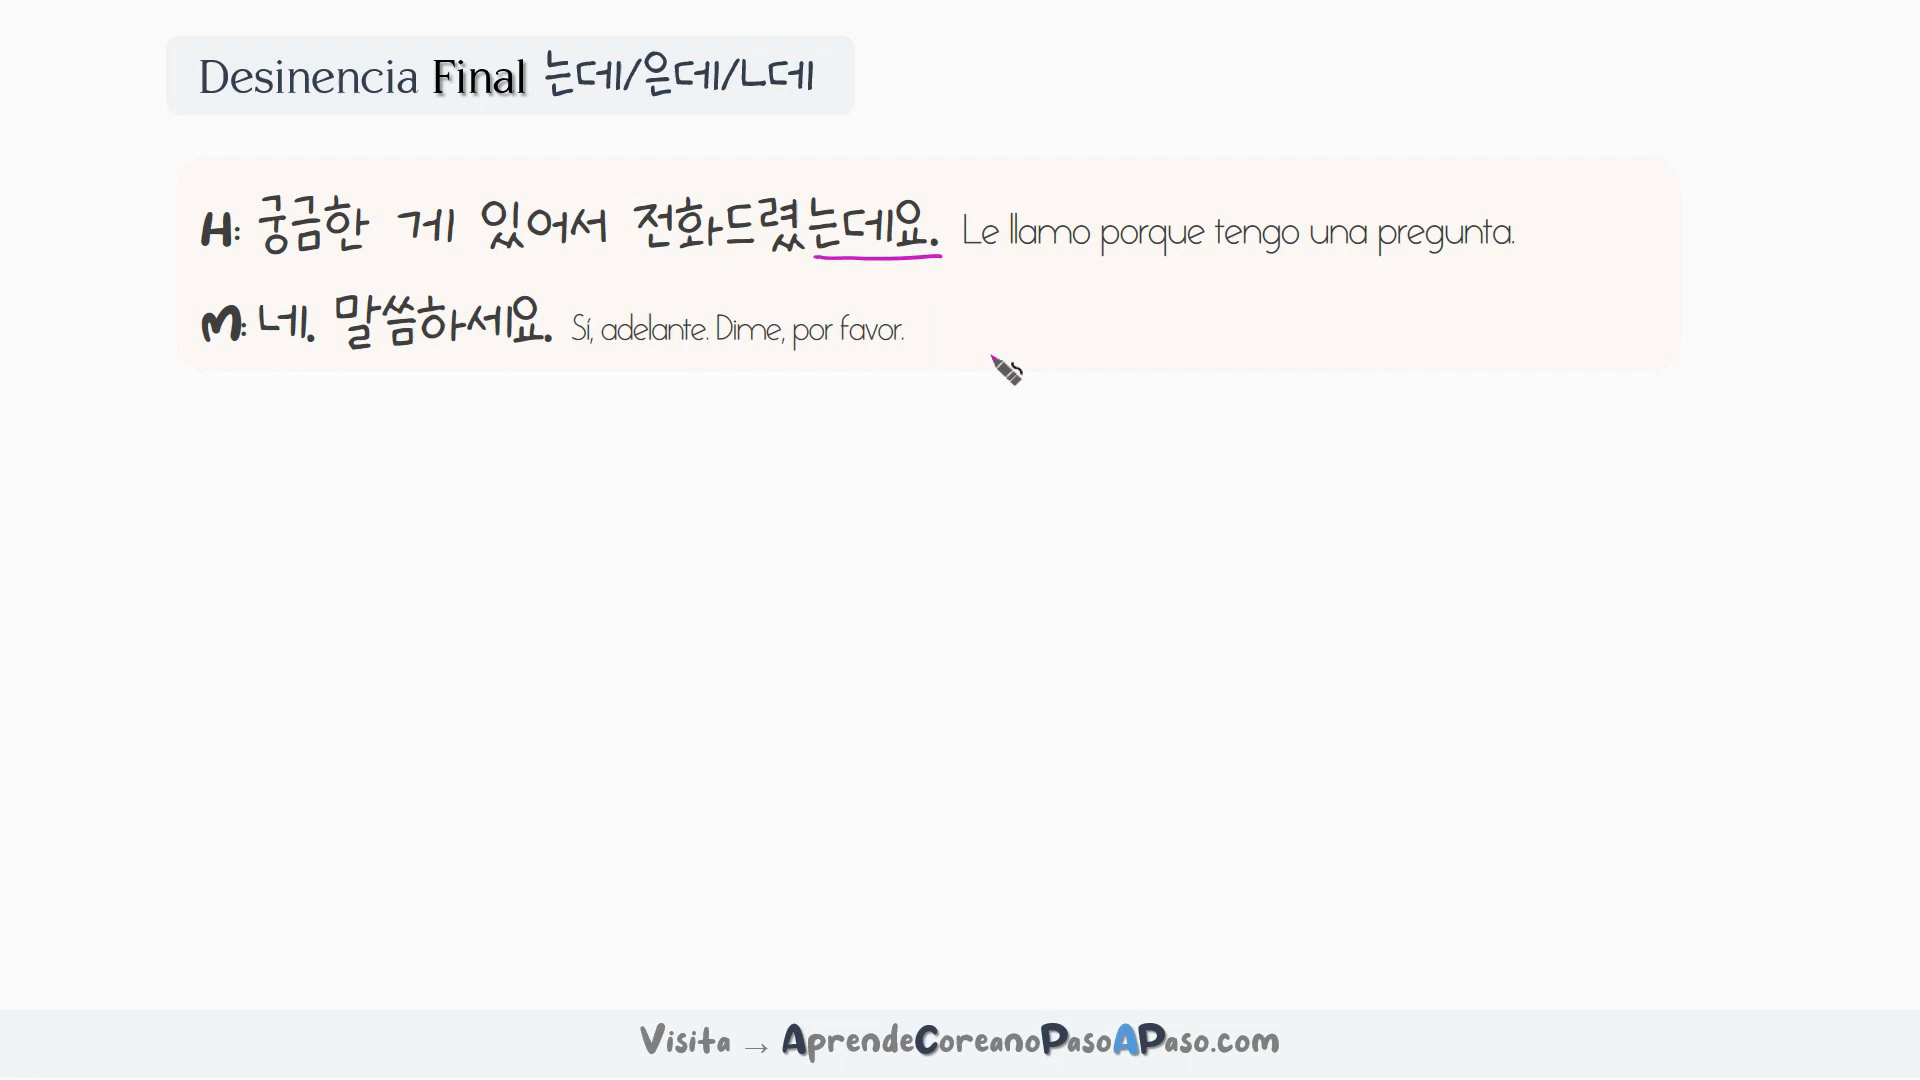 Desinencia Final 는데/은데/ㄴ데
H: 궁금한 게 있어서 전화드렸는데요. Le llamo porque tengo una pregunta.
M: 네. 말씀하세요. Sí, adelante. Dime, por favor.
Visita → AprendeCoreanoPasoAPaso.com